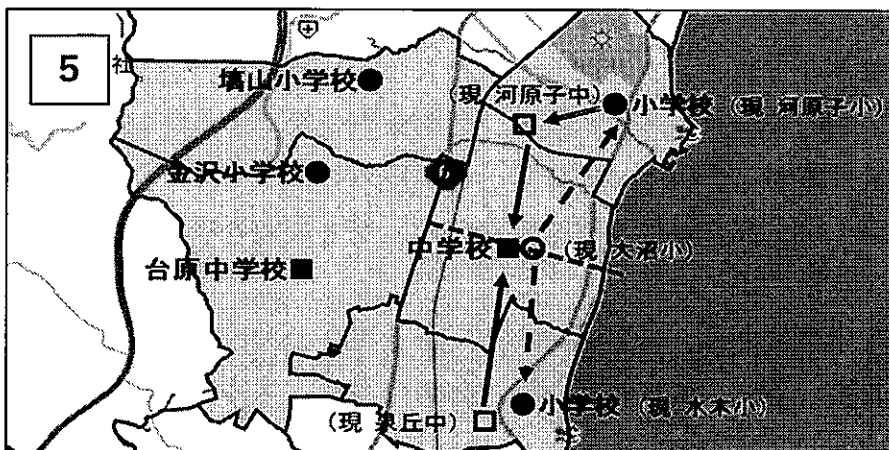 5
社
塙山小学校
(現 河原子中)
小学校 (現 河原子小)
金沢小学校
中学校
(現 大沼小)
台原中学校
小学校 (現 水木小)
(現 泉丘中)